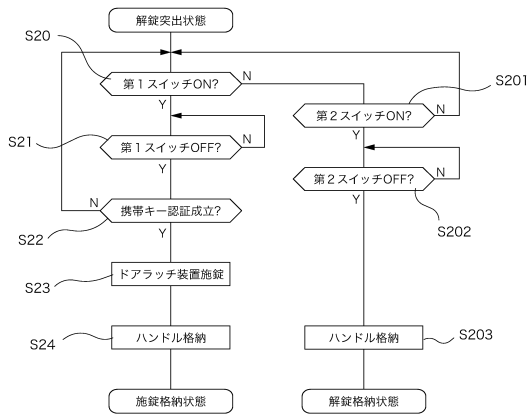 解錠突出状態
S20
第1スイッチON?
N
Y
S201
第2スイッチON?
N
Y
S21
第1スイッチOFF?
N
Y
第2スイッチOFF?
N
Y
S202
N
携帯キー認証成立?
S22
Y
ドアラッチ装置施錠
S23
ハンドル格納
S24
ハンドル格納
S203
施錠格納状態
解錠格納状態